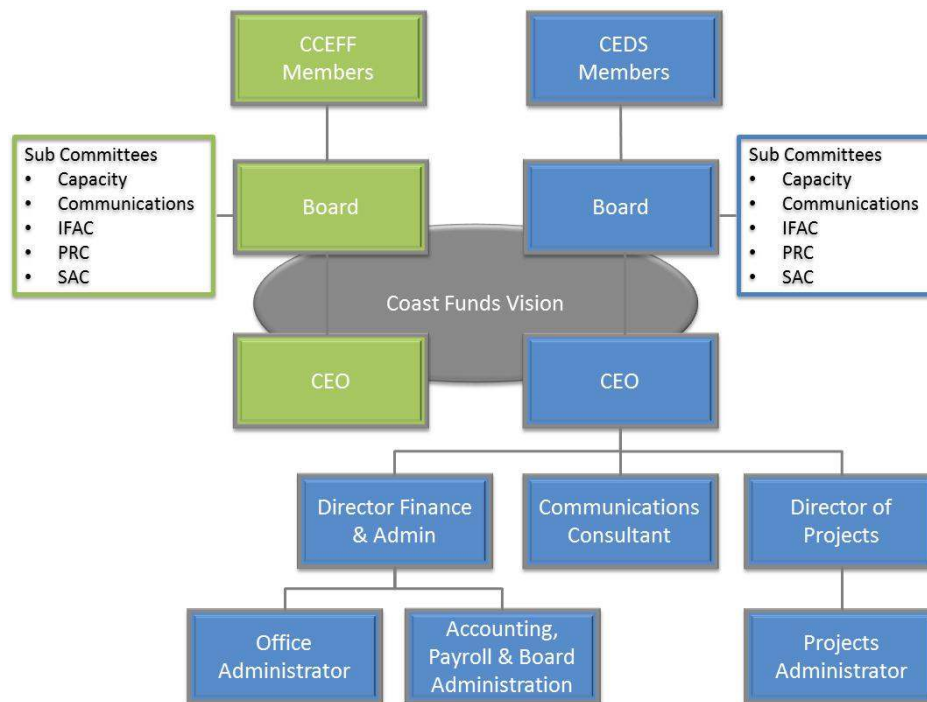 CCEFF
Members
CEDS
Members
Sub Committees
• Capacity
• Communications
• IFAC
• PRC
• SAC
Board
Board
Sub Committees
• Capacity
• Communications
• IFAC
• PRC
• SAC
Coast Funds Vision
CEO
CEO
Director Finance
& Admin
Communications
Consultant
Director of
Projects
Office
Administrator
Accounting,
Payroll & Board
Administration
Projects
Administrator